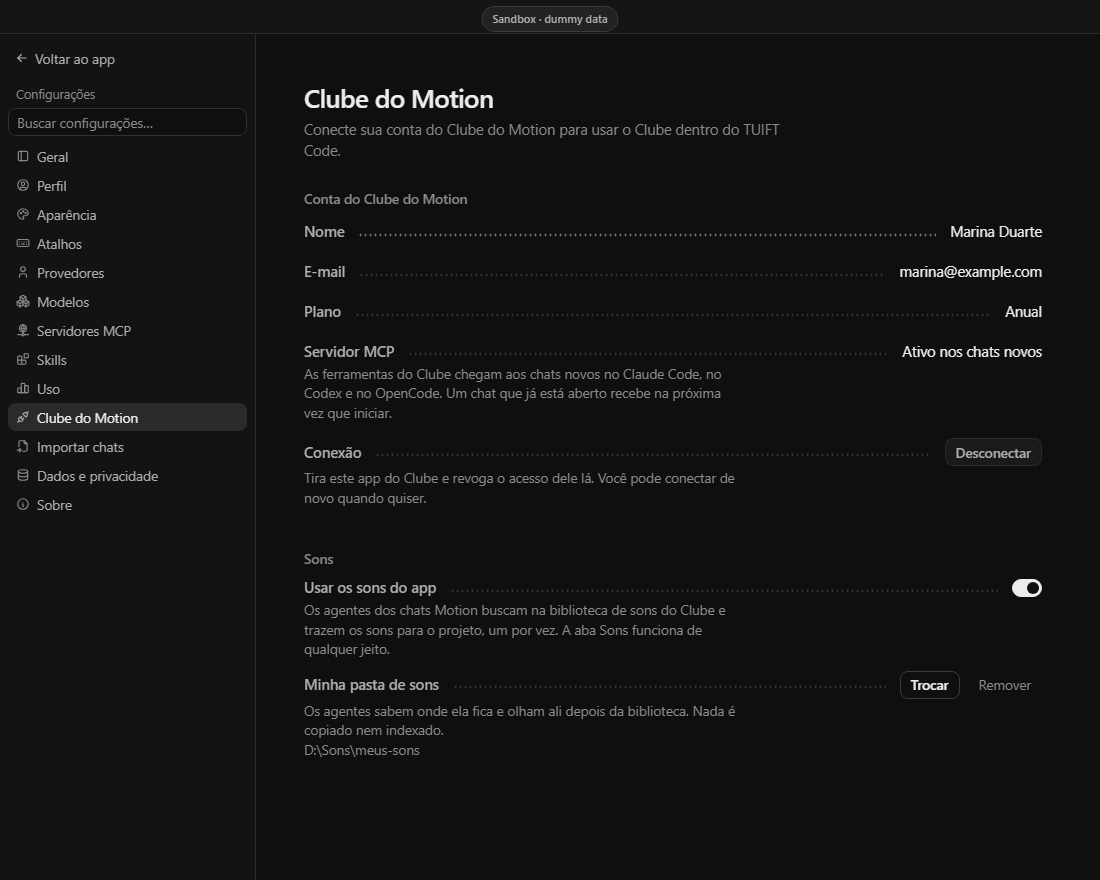 Sandbox · dummy data
Voltar ao app
Configurações
Buscar configurações...
Geral
Perfil
Aparência
Atalhos
Provedores
Modelos
Servidores MCP
Skills
Uso
Clube do Motion
Importar chats
Dados e privacidade
Sobre
Clube do Motion
Conecte sua conta do Clube do Motion para usar o Clube dentro do TUIFT
Code.
Conta do Clube do Motion
Nome Marina Duarte
E-mail marina@example.com
Plano Anual
Servidor MCP Ativo nos chats novos
As ferramentas do Clube chegam aos chats novos no Claude Code, no
Codex e no OpenCode. Um chat que já está aberto recebe na próxima
vez que iniciar.
Conexão Desconectar
Tira este app do Clube e revoga o acesso dele lá. Você pode conectar de
novo quando quiser.
Sons
Usar os sons do app
Os agentes dos chats Motion buscam na biblioteca de sons do Clube e
trazem os sons para o projeto, um por vez. A aba Sons funciona de
qualquer jeito.
Minha pasta de sons Trocar Remover
Os agentes sabem onde ela fica e olham ali depois da biblioteca. Nada é
copiado nem indexado.
D:\Sons\meus-sons